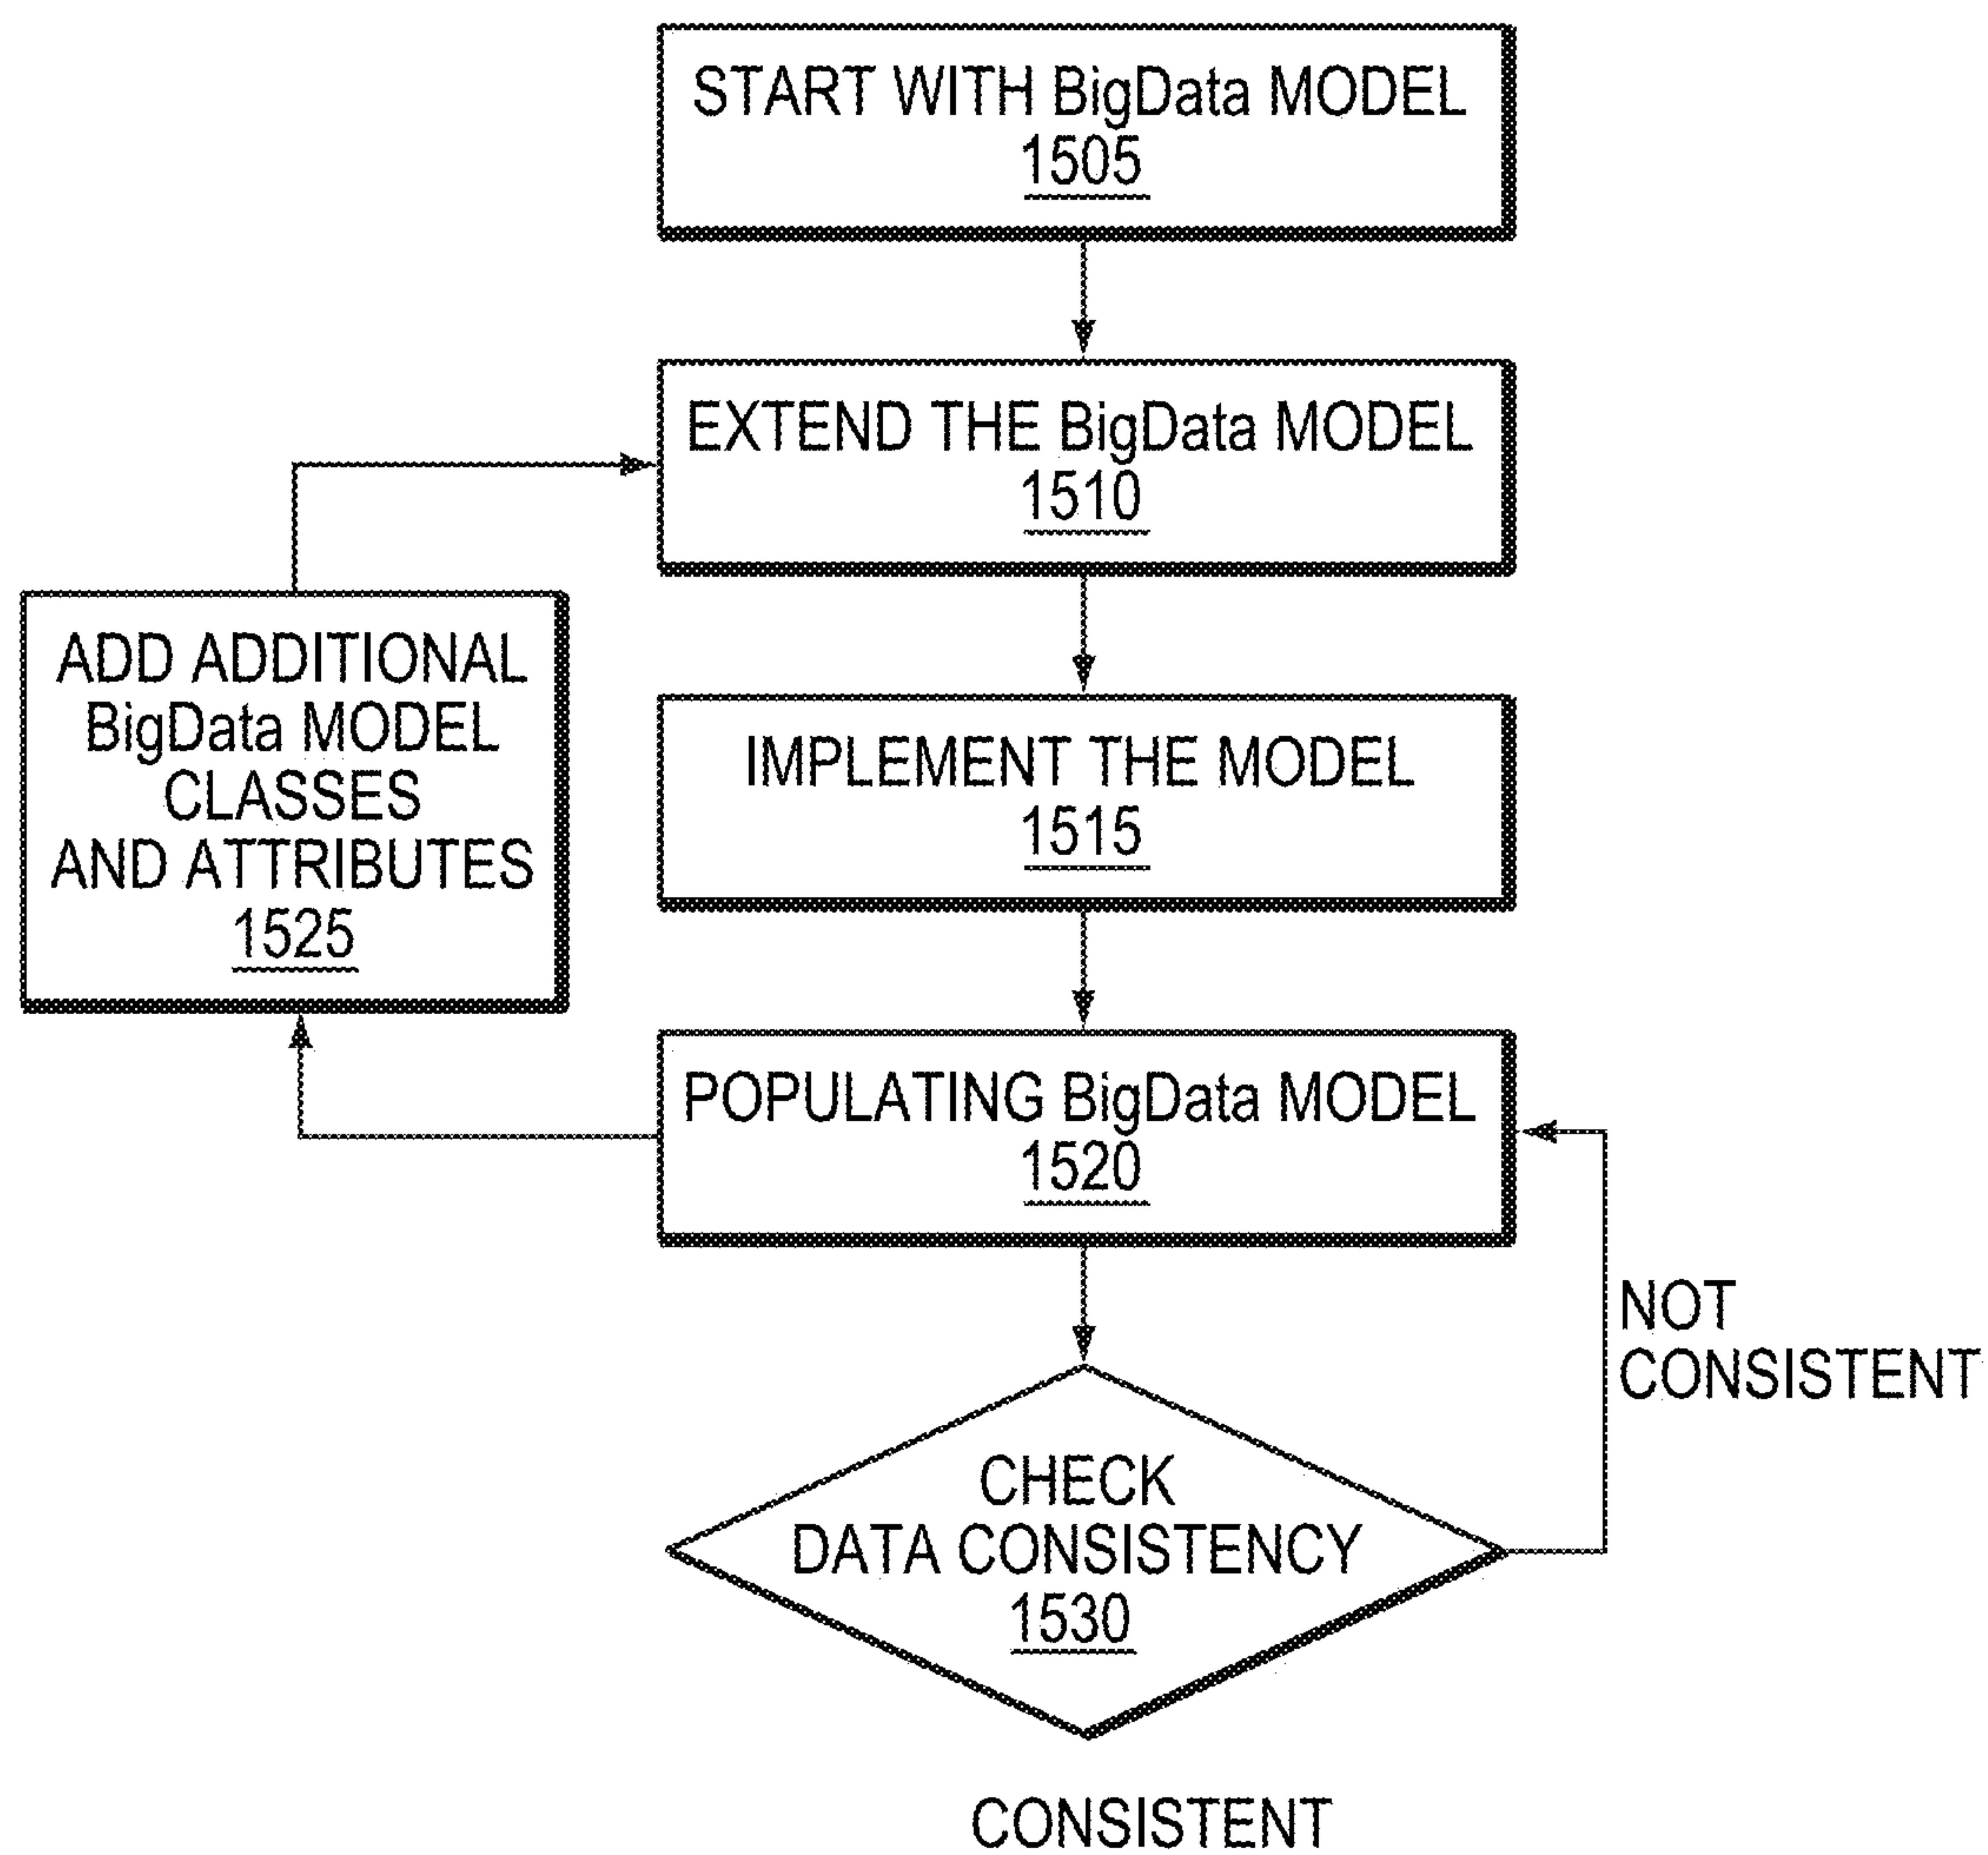 START WITH BigData MODEL
1505
EXTEND THE BigData MODEL
1510
ADD ADDITIONAL
BigData MODEL
CLASSES
AND ATTRIBUTES
1525
IMPLEMENT THE MODEL
1515
POPULATING BigData MODEL
1520
NOT
CONSISTENT
CHECK
DATA CONSISTENCY
1530
CONSISTENT